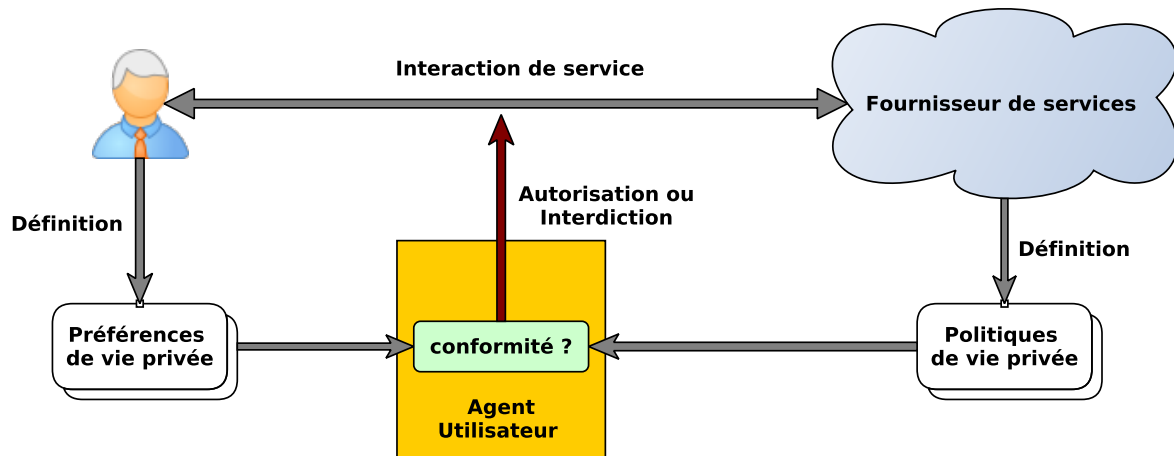 Interaction de service
Fournisseur de services
Autorisation ou
Interdiction
Définition
Définition
Préférences
de vie privée
conformité ?
Politiques
de vie privée
Agent
Utilisateur